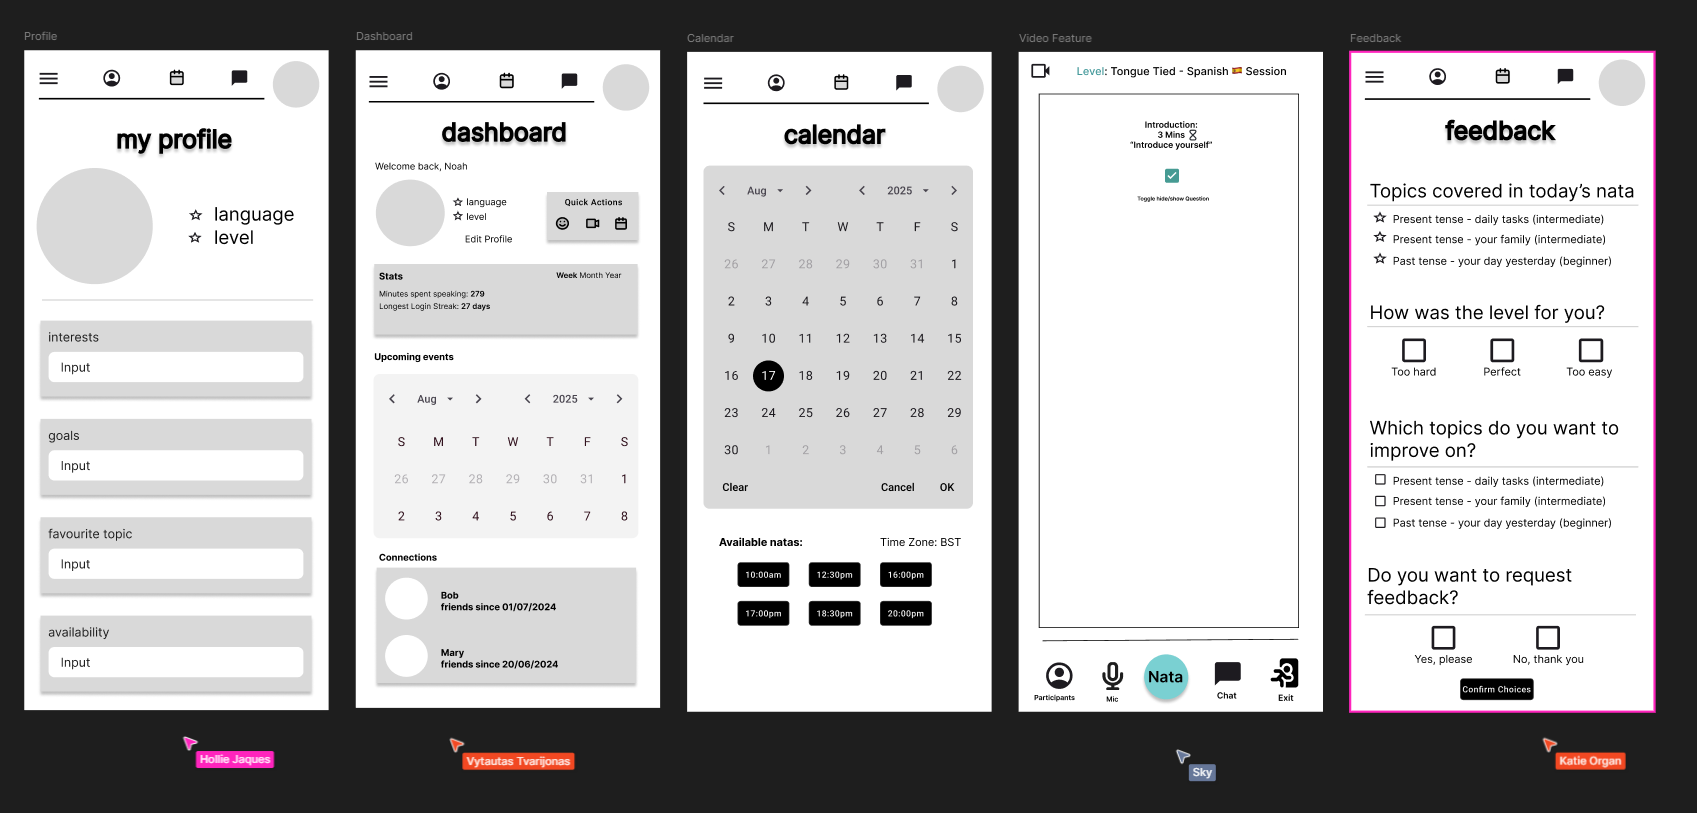 Profile
my profile
language
level
interests
Input
goals
Input
favourite topic
Input
availability
Input
Hollie Jaques
Dashboard
dashboard
Welcome back, Noah
language
level
Edit Profile
Quick Actions
Stats
Week Month Year
Minutes spent speaking: 279
Longest Login Streak: 27 days
Upcoming events
Aug 2025
S M T W T F S
26 27 28 29 30 31 1
2 3 4 5 6 7 8
Connections
Bob
friends since 01/07/2024
Mary
friends since 20/06/2024
Vytautas Tvarijonas
Calendar
calendar
Aug 2025
S M T W T F S
26 27 28 29 30 31 1
2 3 4 5 6 7 8
9 10 11 12 13 14 15
16 17 18 19 20 21 22
23 24 25 26 27 28 29
30 1 2 3 4 5 6
Clear Cancel OK
Available natas: Time Zone: BST
10:00am 12:30pm 16:00pm
17:00pm 18:30pm 20:00pm
Video Feature
Level: Tongue Tied - Spanish 🇪🇸 Session
Introduction:
3 Mins
“Introduce yourself”
Toggle hide/show Question
Participants
Mic
Nata
Chat
Exit
Sky
Feedback
feedback
Topics covered in today’s nata
Present tense - daily tasks (intermediate)
Present tense - your family (intermediate)
Past tense - your day yesterday (beginner)
How was the level for you?
Too hard Perfect Too easy
Which topics do you want to
improve on?
Present tense - daily tasks (intermediate)
Present tense - your family (intermediate)
Past tense - your day yesterday (beginner)
Do you want to request
feedback?
Yes, please No, thank you
Confirm Choices
Katie Organ